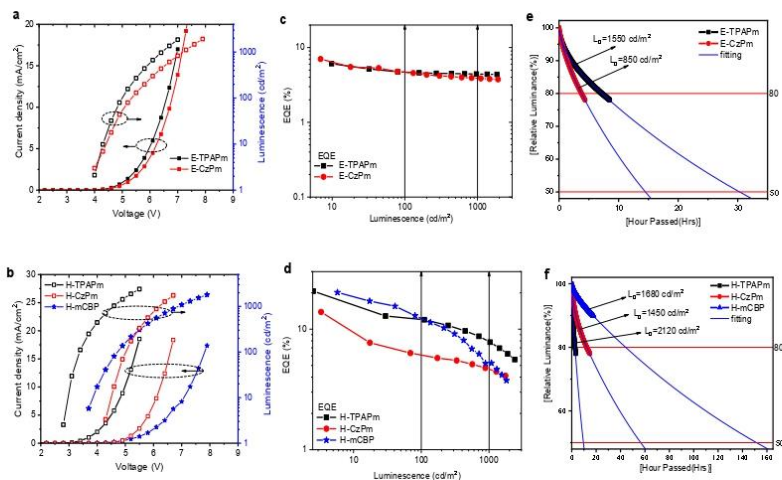 a
Current density (mA/cm²)
Luminescence (cd/m²)
25
20
15
10
5
0
1000
100
10
1
E-TPAPm
E-CzPm
2 3 4 5 6 7 8 9
Voltage (V)
c
EQE (%)
10
1
0.1
EQE
E-TPAPm
E-CzPm
10 100 1000
Luminescence (cd/m²)
e
[Relative Luminance(%)]
100
80
60
80
50
L₀=1550 cd/m²
L₀=850 cd/m²
E-TPAPm
E-CzPm
fitting
0 10 20 30
[Hour Passed(Hrs)]
b
Current density (mA/cm²)
Luminescence (cd/m²)
30
25
20
15
10
5
0
1000
100
10
1
H-TPAPm
H-CzPm
H-mCBP
2 3 4 5 6 7 8 9
Voltage (V)
d
EQE (%)
10
1
EQE
H-TPAPm
H-CzPm
H-mCBP
10 100 1000
Luminescence (cd/m²)
f
[Relative Luminance(%)]
100
80
60
80
50
L₀=1680 cd/m²
L₀=1450 cd/m²
L₀=2120 cd/m²
H-TPAPm
H-CzPm
H-mCBP
fitting
0 20 40 60 80 100 120 140 160
[Hour Passed(Hrs)]